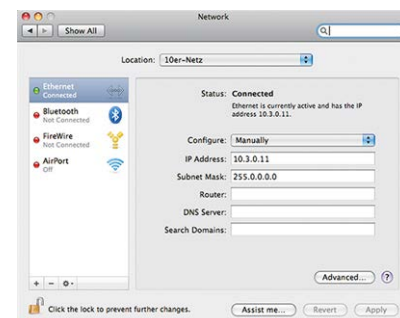 Network
Show All
Location: 10er-Netz
Ethernet
Connected
Bluetooth
Not Connected
FireWire
Not Connected
AirPort
Off
Status: Connected
Ethernet is currently active and has the IP
address 10.3.0.11.
Configure: Manually
IP Address: 10.3.0.11
Subnet Mask: 255.0.0.0
Router:
DNS Server:
Search Domains:
Advanced... ?
Click the lock to prevent further changes.
Assist me... Revert Apply